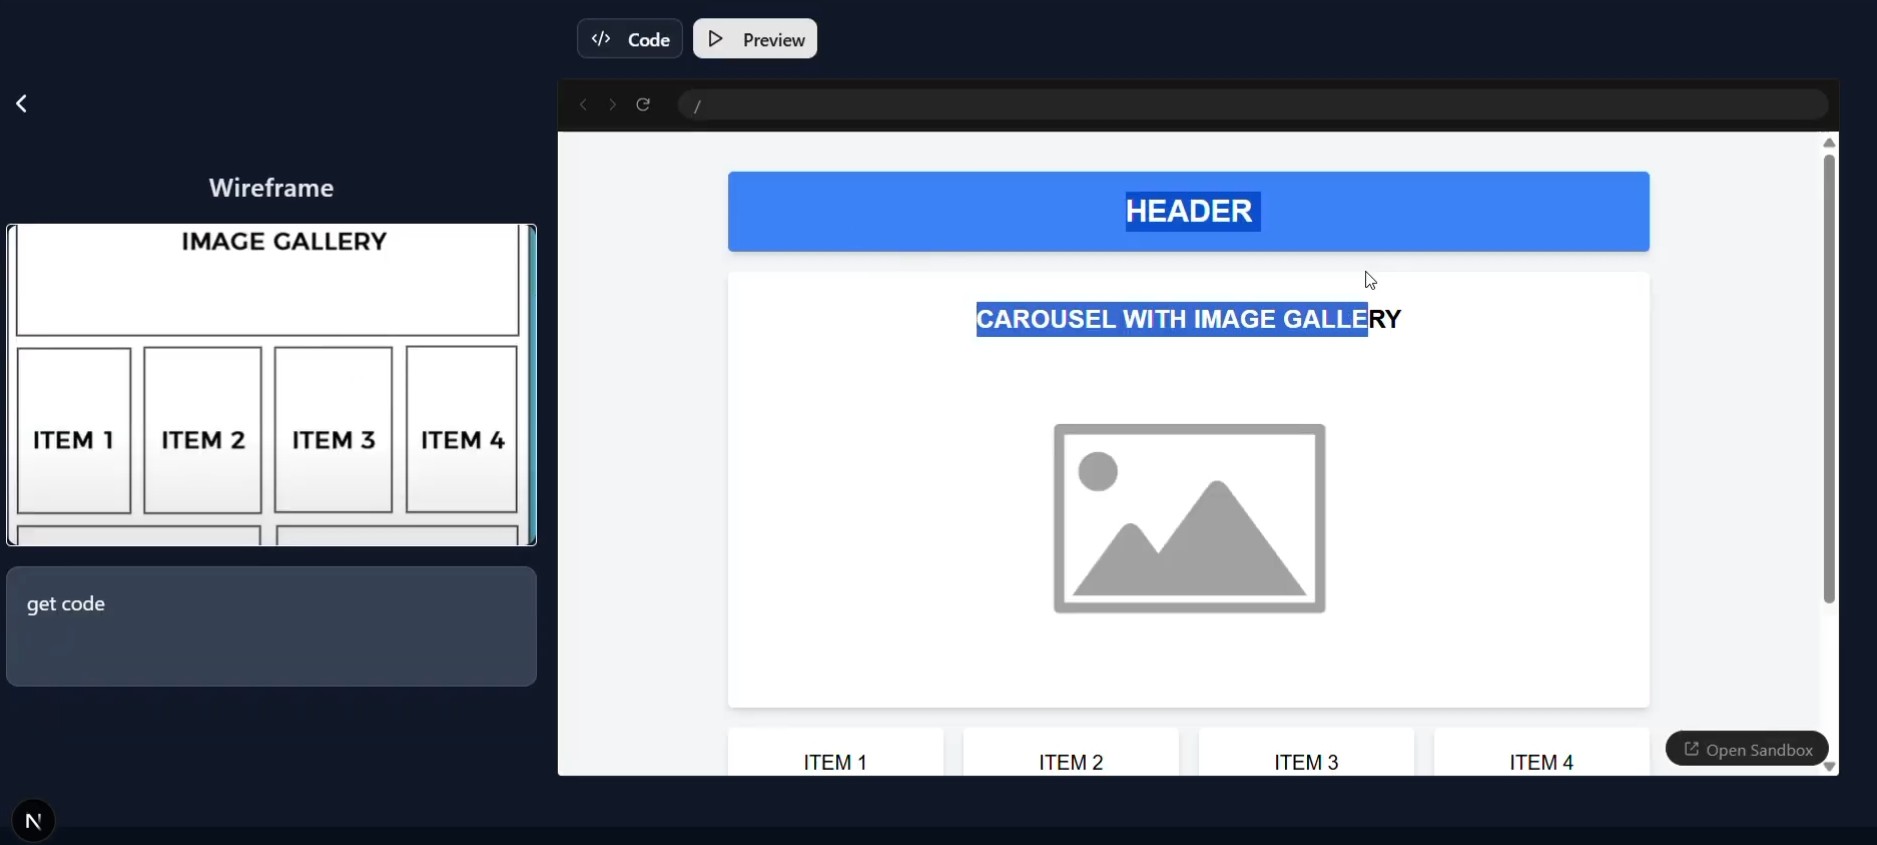 Code
Preview
/
Wireframe
IMAGE GALLERY
ITEM 1
ITEM 2
ITEM 3
ITEM 4
get code
HEADER
CAROUSEL WITH IMAGE GALLERY
ITEM 1
ITEM 2
ITEM 3
ITEM 4
Open Sandbox
N